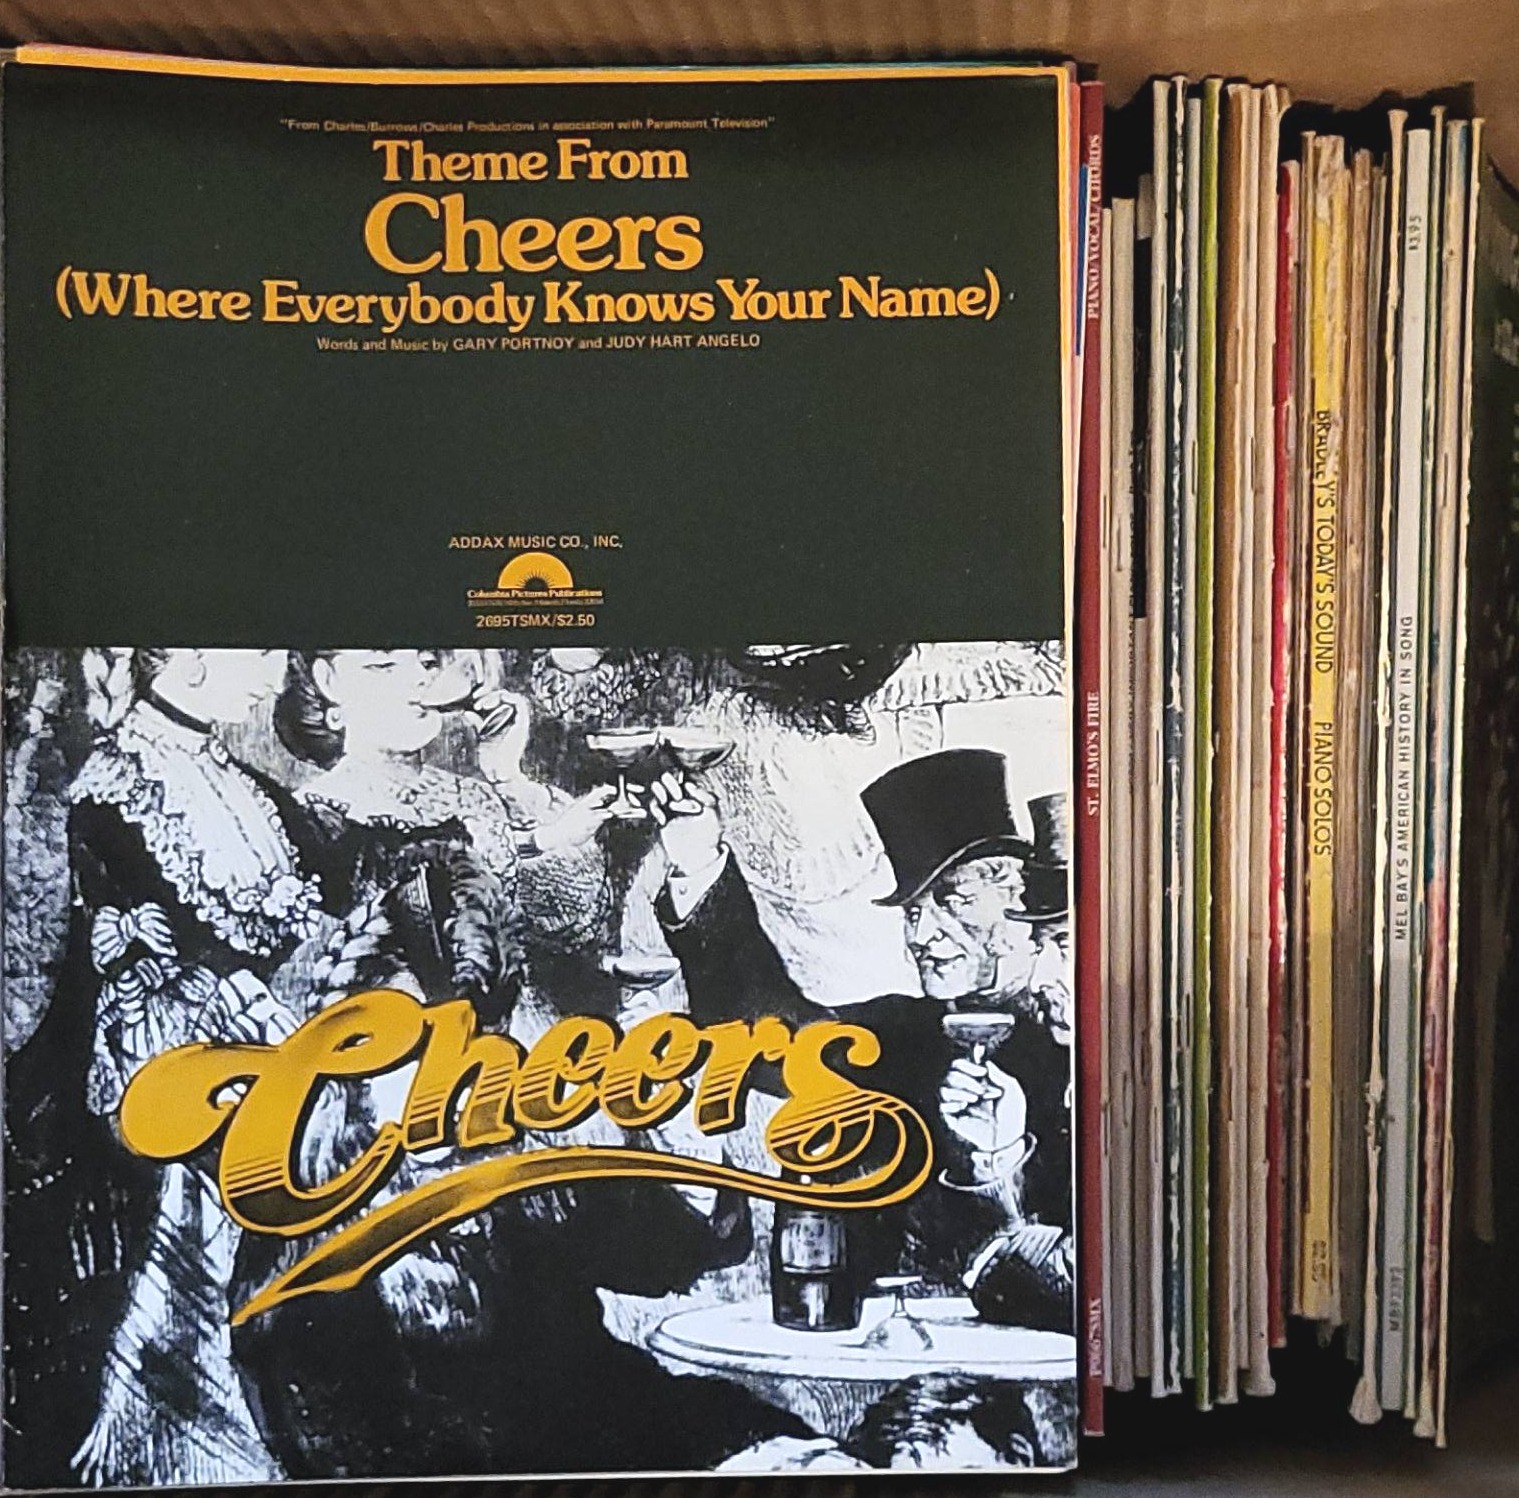 "From Charles/Burrows/Charles Productions in association with Paramount Television"
Theme From
Cheers
(Where Everybody Knows Your Name)
Words and Music by GARY PORTNOY and JUDY HART ANGELO
ADDAX MUSIC CO., INC.
Columbia Pictures Publications
2695TSMX/$2.50
Cheers
PIANO/VOCAL/CHORDS
ST. ELMO'S FIRE
BRADLEY'S TODAY'S SOUND PIANO SOLOS
$3.95
MEL BAY'S AMERICAN HISTORY IN SONG